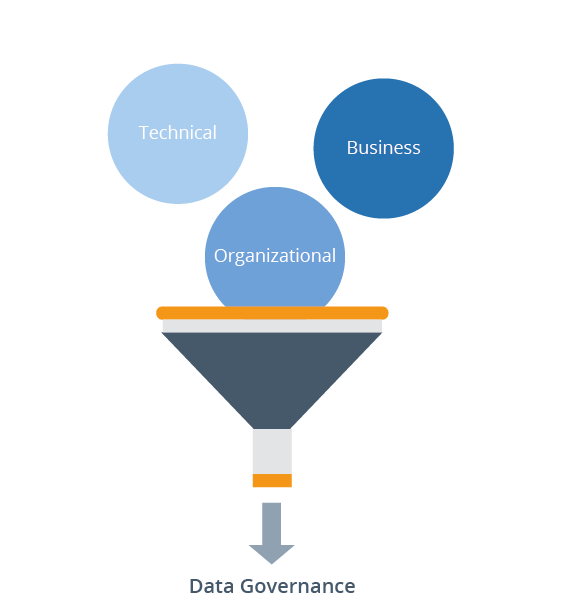 Technical
Business
Organizational
Data Governance